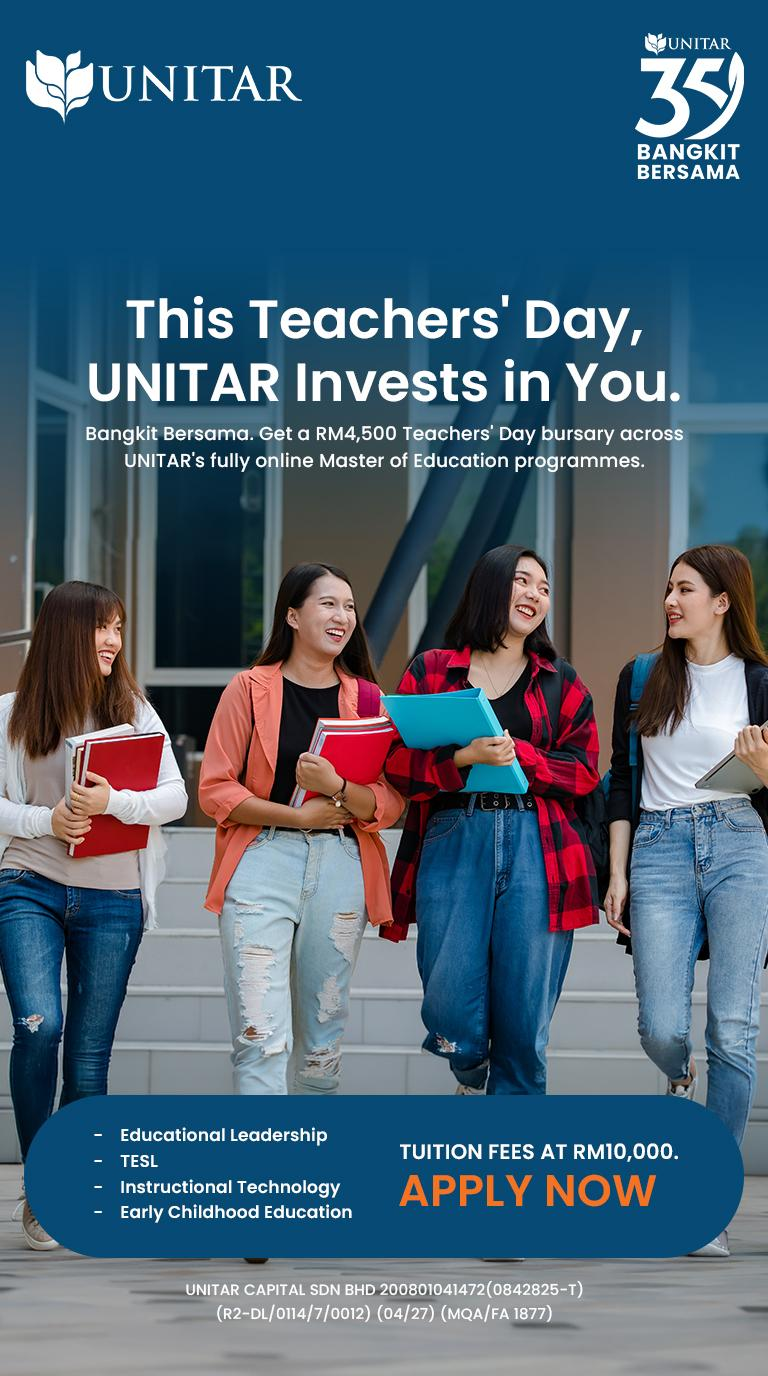 UNITAR
UNITAR
35
BANGKIT
BERSAMA
This Teachers' Day,
UNITAR Invests in You.
Bangkit Bersama. Get a RM4,500 Teachers' Day bursary across
UNITAR's fully online Master of Education programmes.
- Educational Leadership
- TESL
- Instructional Technology
- Early Childhood Education
TUITION FEES AT RM10,000.
APPLY NOW
UNITAR CAPITAL SDN BHD 200801041472(0842825-T)
(R2-DL/0114/7/0012) (04/27) (MQA/FA 1877)